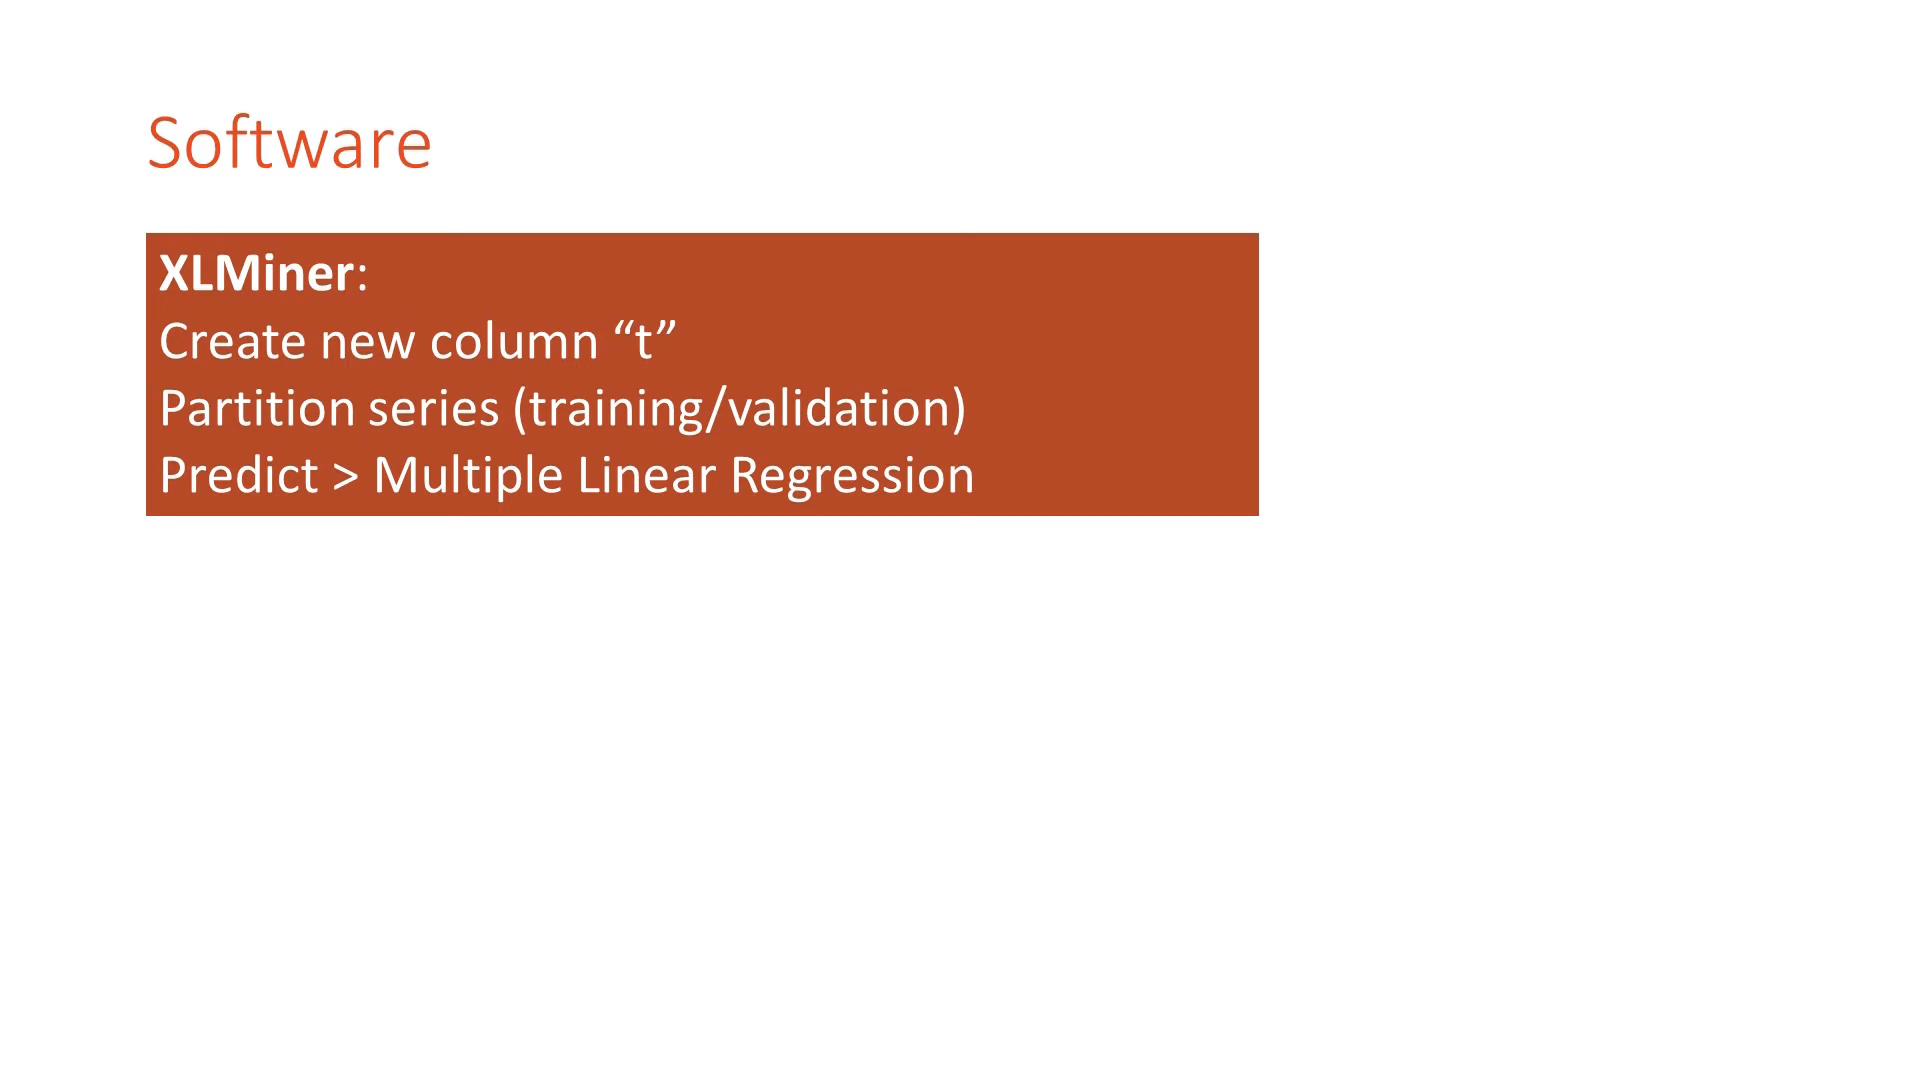 Software
XLMiner:
Create new column “t”
Partition series (training/validation)
Predict > Multiple Linear Regression